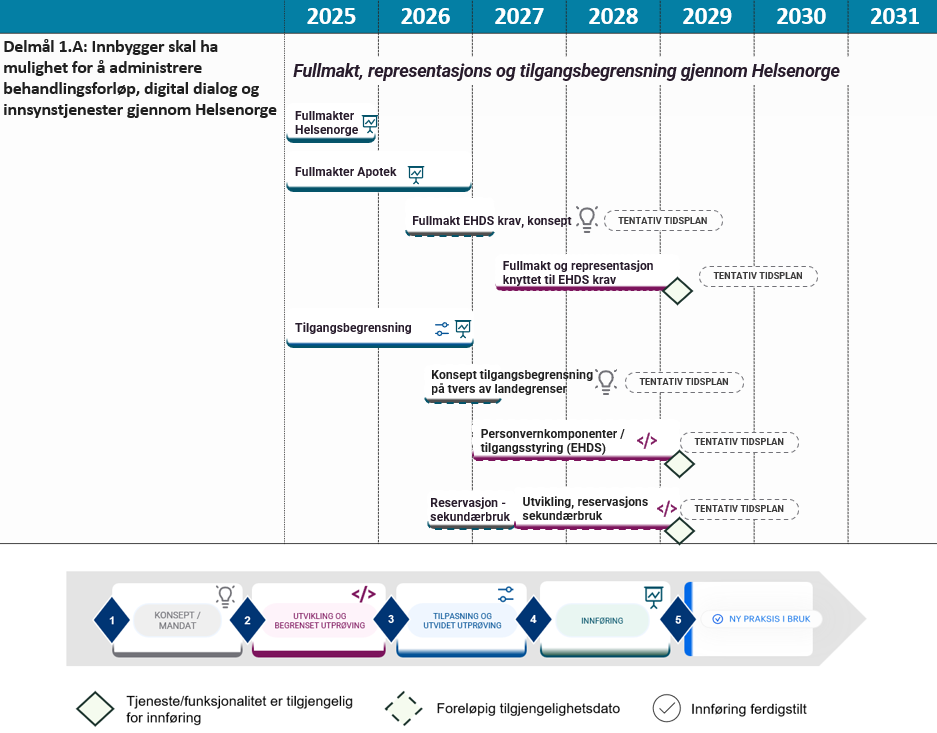 2025 2026 2027 2028 2029 2030 2031
Delmål 1.A: Innbygger skal ha
mulighet for å administrere
behandlingsforløp, digital dialog og
innsynstjenester gjennom Helsenorge
Fullmakt, representasjons og tilgangsbegrensning gjennom Helsenorge
Fullmakter
Helsenorge
Fullmakter Apotek
Fullmakt EHDS krav, konsept
TENTATIV TIDSPLAN
Fullmakt og representasjon
knyttet til EHDS krav
TENTATIV TIDSPLAN
Tilgangsbegrensning
Konsept tilgangsbegrensning
på tvers av landegrenser
TENTATIV TIDSPLAN
Personvernkomponenter /
tilgangsstyring (EHDS)
</>
TENTATIV TIDSPLAN
Reservasjon -
sekundærbruk
Utvikling, reservasjons
sekundærbruk
</>
TENTATIV TIDSPLAN
1
KONSEPT /
MANDAT
2
</>
UTVIKLING OG
BEGRENSET UTPRØVING
3
TILPASNING OG
UTVIDET UTPRØVING
4
INNFØRING
5
NY PRAKSIS I BRUK
Tjeneste/funksjonalitet er tilgjengelig
for innføring
Foreløpig tilgjengelighetsdato
Innføring ferdigstilt